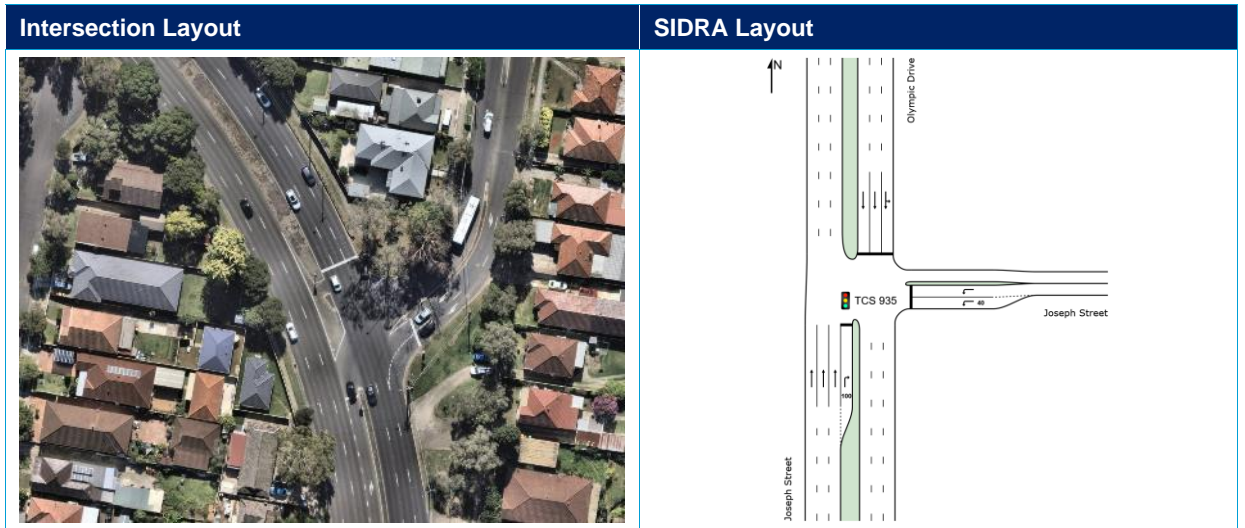 Intersection Layout
SIDRA Layout
N
Olympic Drive
TCS 935
40
Joseph Street
100
Joseph Street